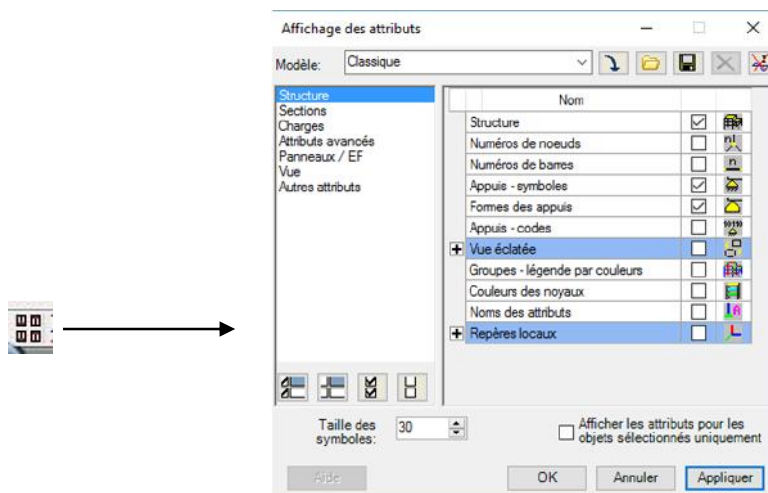 Affichage des attributs
Modèle: Classique
Structure
Sections
Charges
Attributs avancés
Panneaux / EF
Vue
Autres attributs
Nom
Structure
Numéros de noeuds
Numéros de barres
Appuis - symboles
Formes des appuis
Appuis - codes
Vue éclatée
Groupes - légende par couleurs
Couleurs des noyaux
Noms des attributs
Repères locaux
Taille des
symboles: 30
Afficher les attributs pour les
objets sélectionnés uniquement
Aide OK Annuler Appliquer